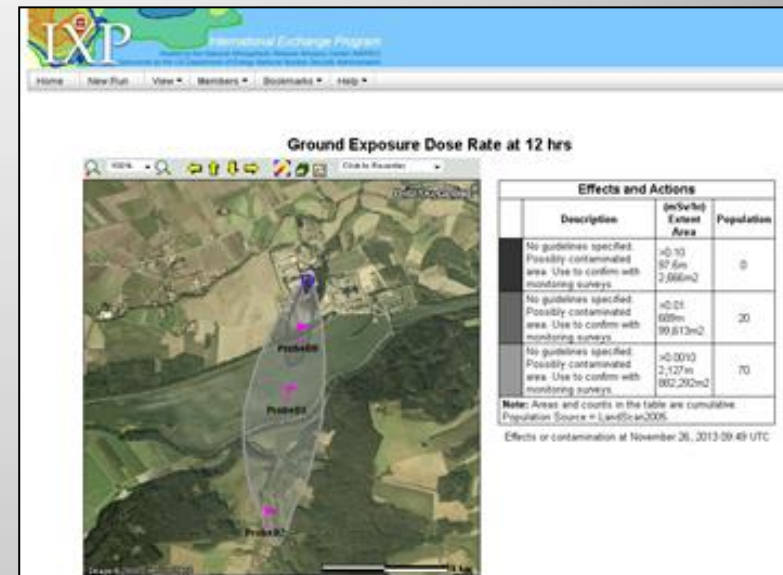 IXP
International Exchange Program
Home New Run View Members Bookmarks Help
Ground Exposure Dose Rate at 12 hrs
100%
Click to Recenter
Effects and Actions
Description (mSv/hr) Extent Area Population
No guidelines specified. Possibly contaminated area. Use to confirm with monitoring surveys.
>0.10
97.6m
2,666m2
0
No guidelines specified. Possibly contaminated area. Use to confirm with monitoring surveys.
>0.01
689m
99,613m2
20
No guidelines specified. Possibly contaminated area. Use to confirm with monitoring surveys.
>0.0010
2,127m
862,292m2
70
Note: Areas and counts in the table are cumulative.
Population Source = LandScan2005.
Effects or contamination at November 26, 2013 09:49 UTC